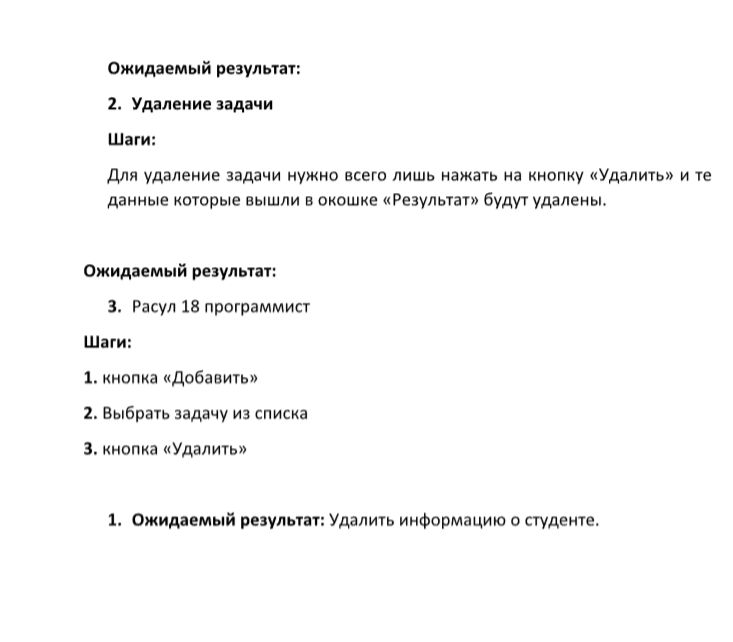 Ожидаемый результат:
2. Удаление задачи
Шаги:
Для удаление задачи нужно всего лишь нажать на кнопку «Удалить» и те
данные которые вышли в окошке «Результат» будут удалены.
Ожидаемый результат:
3. Расул 18 программист
Шаги:
1. кнопка «Добавить»
2. Выбрать задачу из списка
3. кнопка «Удалить»
1. Ожидаемый результат: Удалить информацию о студенте.